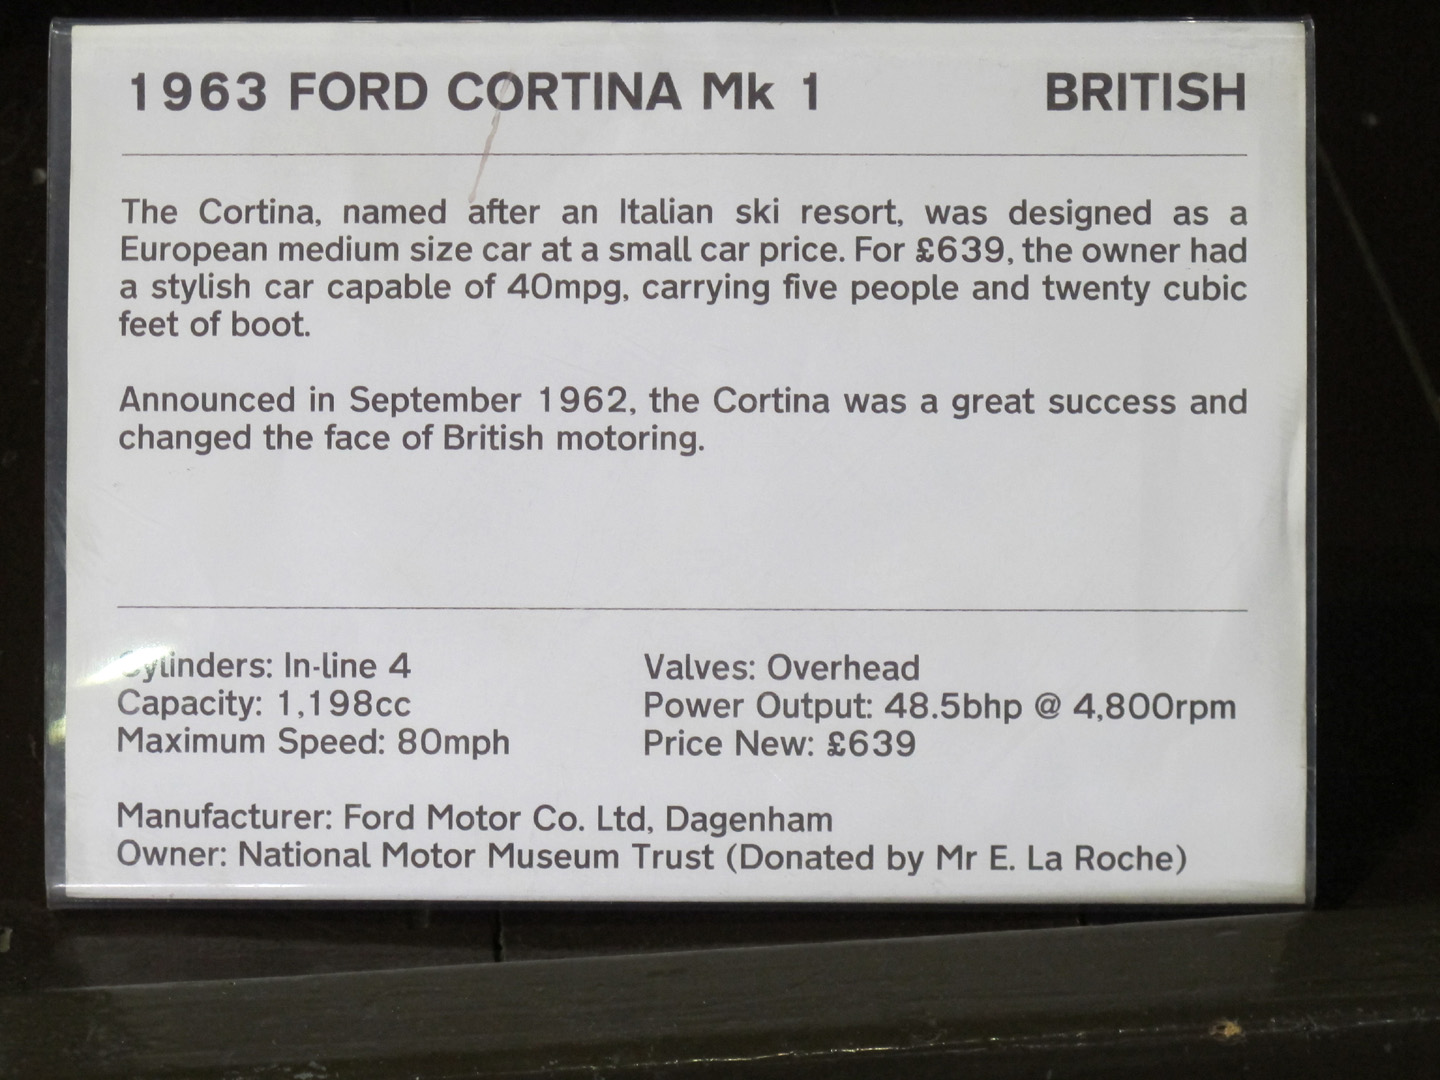 1963 FORD CORTINA Mk 1 BRITISH
The Cortina, named after an Italian ski resort, was designed as a
European medium size car at a small car price. For £639, the owner had
a stylish car capable of 40mpg, carrying five people and twenty cubic
feet of boot.
Announced in September 1962, the Cortina was a great success and
changed the face of British motoring.
Cylinders: In-line 4 Valves: Overhead
Capacity: 1,198cc Power Output: 48.5bhp @ 4,800rpm
Maximum Speed: 80mph Price New: £639
Manufacturer: Ford Motor Co. Ltd, Dagenham
Owner: National Motor Museum Trust (Donated by Mr E. La Roche)